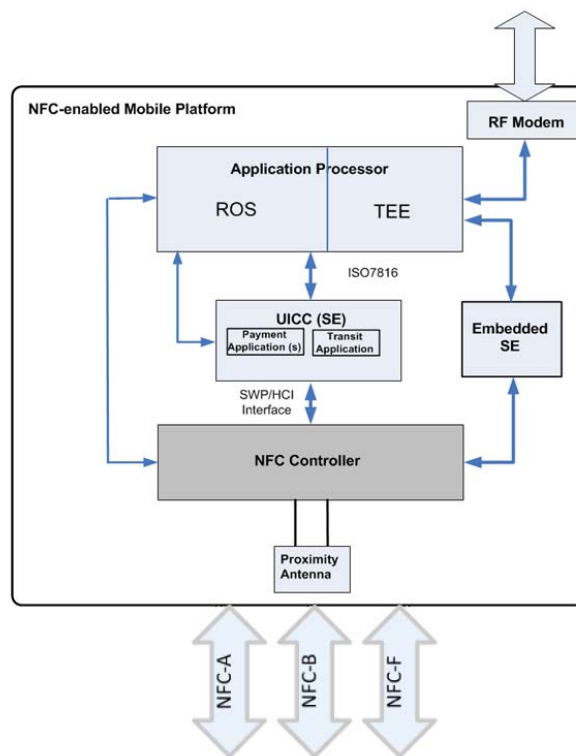 NFC-enabled Mobile Platform
RF Modem
Application Processor
ROS
TEE
ISO7816
UICC (SE)
Payment
Application (s)
Transit
Application
Embedded
SE
SWP/HCI
Interface
NFC Controller
Proximity
Antenna
NFC-A
NFC-B
NFC-F